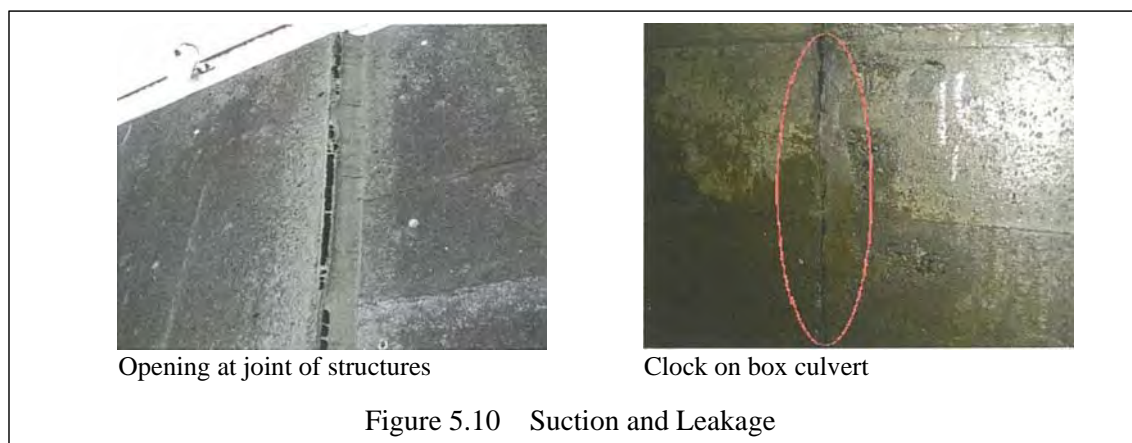 Opening at joint of structures
Clock on box culvert
Figure 5.10 Suction and Leakage